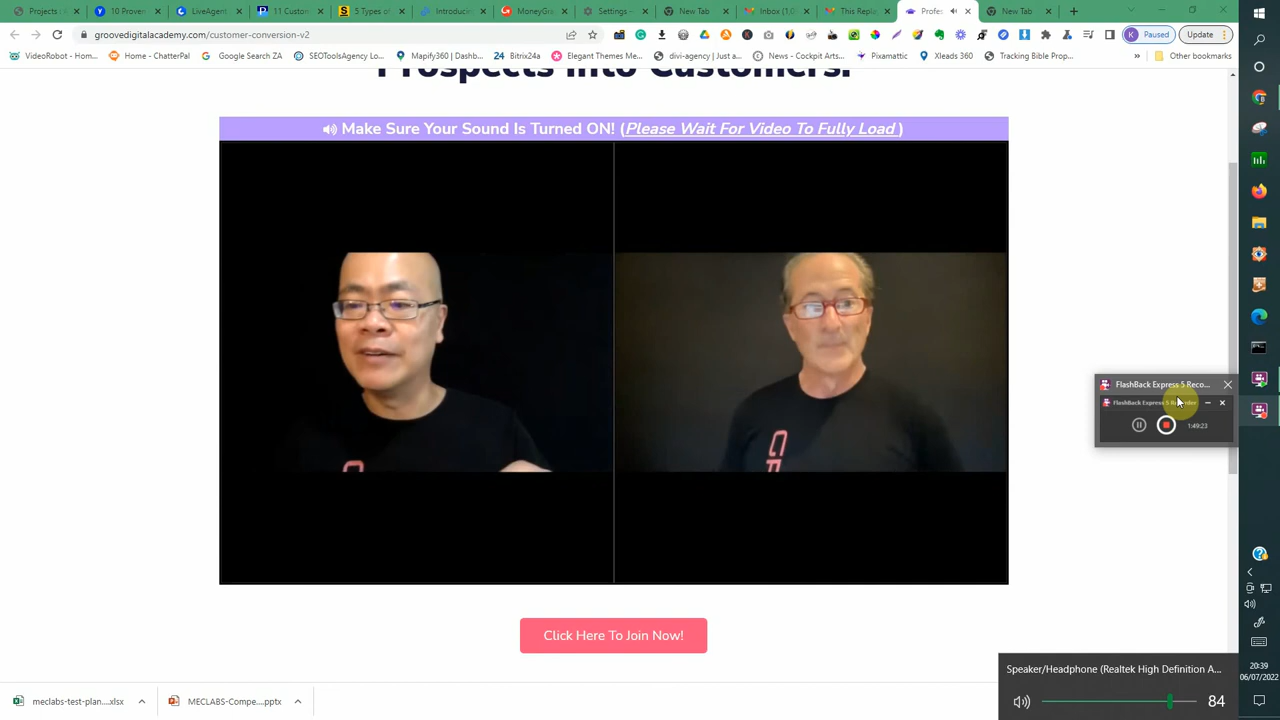 Projects (K
10 Proven
LiveAgent
11 Custom
5 Types of
Introducin
MoneyGra
Settings –
New Tab
Inbox (1,0
This Replay
Profes
New Tab
groovedigitalacademy.com/customer-conversion-v2
K Paused
Update
VideoRobot - Hom...
Home - ChatterPal
Google Search ZA
SEOToolsAgency Lo...
Mapify360 | Dashb...
24 Bitrix24a
Elegant Themes Me...
divi-agency | Just a...
News – Cockpit Arts...
Pixamattic
Xleads 360
Tracking Bible Prop...
»
Other bookmarks
Prospects Into Customers.
Make Sure Your Sound Is Turned ON! (Please Wait For Video To Fully Load )
FlashBack Express 5 Reco...
1:49:23
Click Here To Join Now!
Speaker/Headphone (Realtek High Definition A...
84
meclabs-test-plan....xlsx
MECLABS-Compe....pptx
20:39
06/07/2022